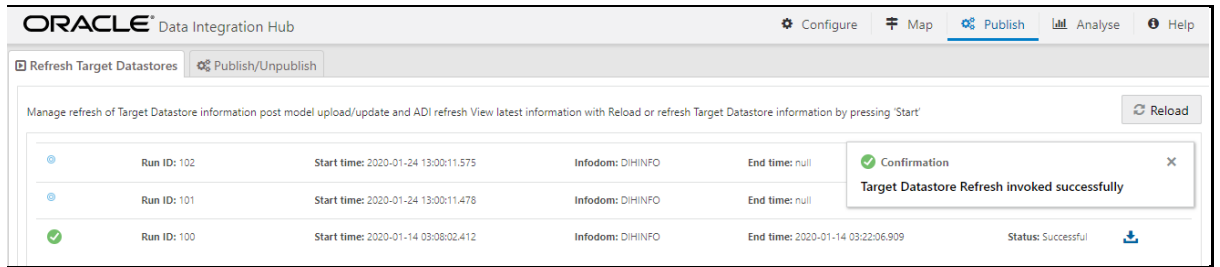 ORACLE® Data Integration Hub
Configure Map Publish Analyse Help
Refresh Target Datastores Publish/Unpublish
Manage refresh of Target Datastore information post model upload/update and ADI refresh View latest information with Reload or refresh Target Datastore information by pressing 'Start' Reload
Run ID: 102 Start time: 2020-01-24 13:00:11.575 Infodom: DIHINFO End time: null
Confirmation
Target Datastore Refresh invoked successfully
Run ID: 101 Start time: 2020-01-24 13:00:11.478 Infodom: DIHINFO End time: null
Run ID: 100 Start time: 2020-01-14 03:08:02.412 Infodom: DIHINFO End time: 2020-01-14 03:22:06.909 Status: Successful